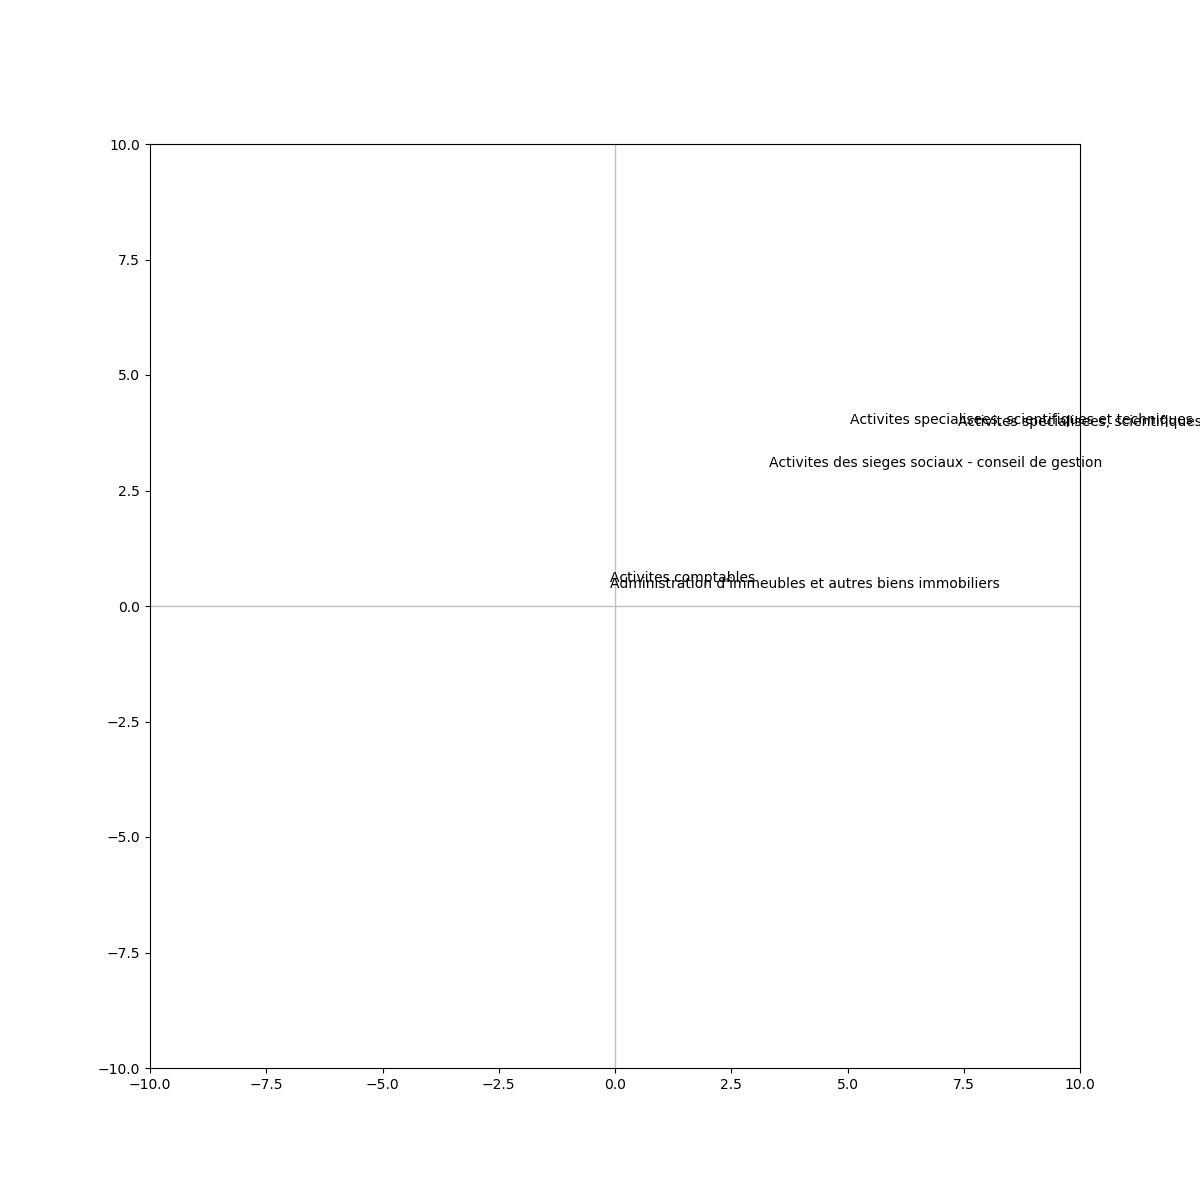 10.0
7.5
5.0
Activites specialisees, scientifiques et techniques
Activites specialisees, scientifiques
Activites des sieges sociaux - conseil de gestion
2.5
Activites comptables
Administration d'immeubles et autres biens immobiliers
0.0
−2.5
−5.0
−7.5
−10.0
−10.0 −7.5 −5.0 −2.5 0.0 2.5 5.0 7.5 10.0